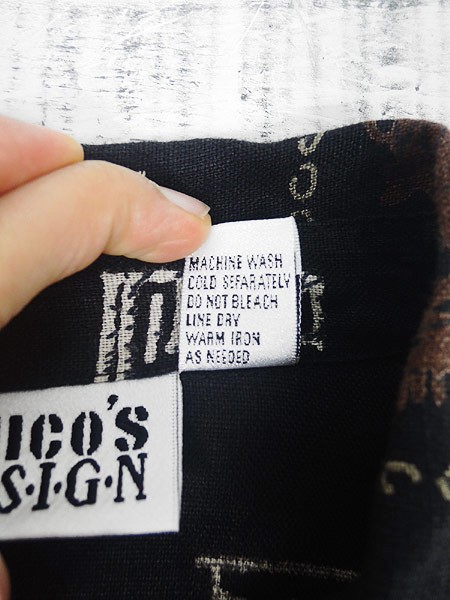 MACHINE WASH
COLD SEPARATELY
DO NOT BLEACH
LINE DRY
WARM IRON
AS NEEDED
ICO'S
S·I·G·N